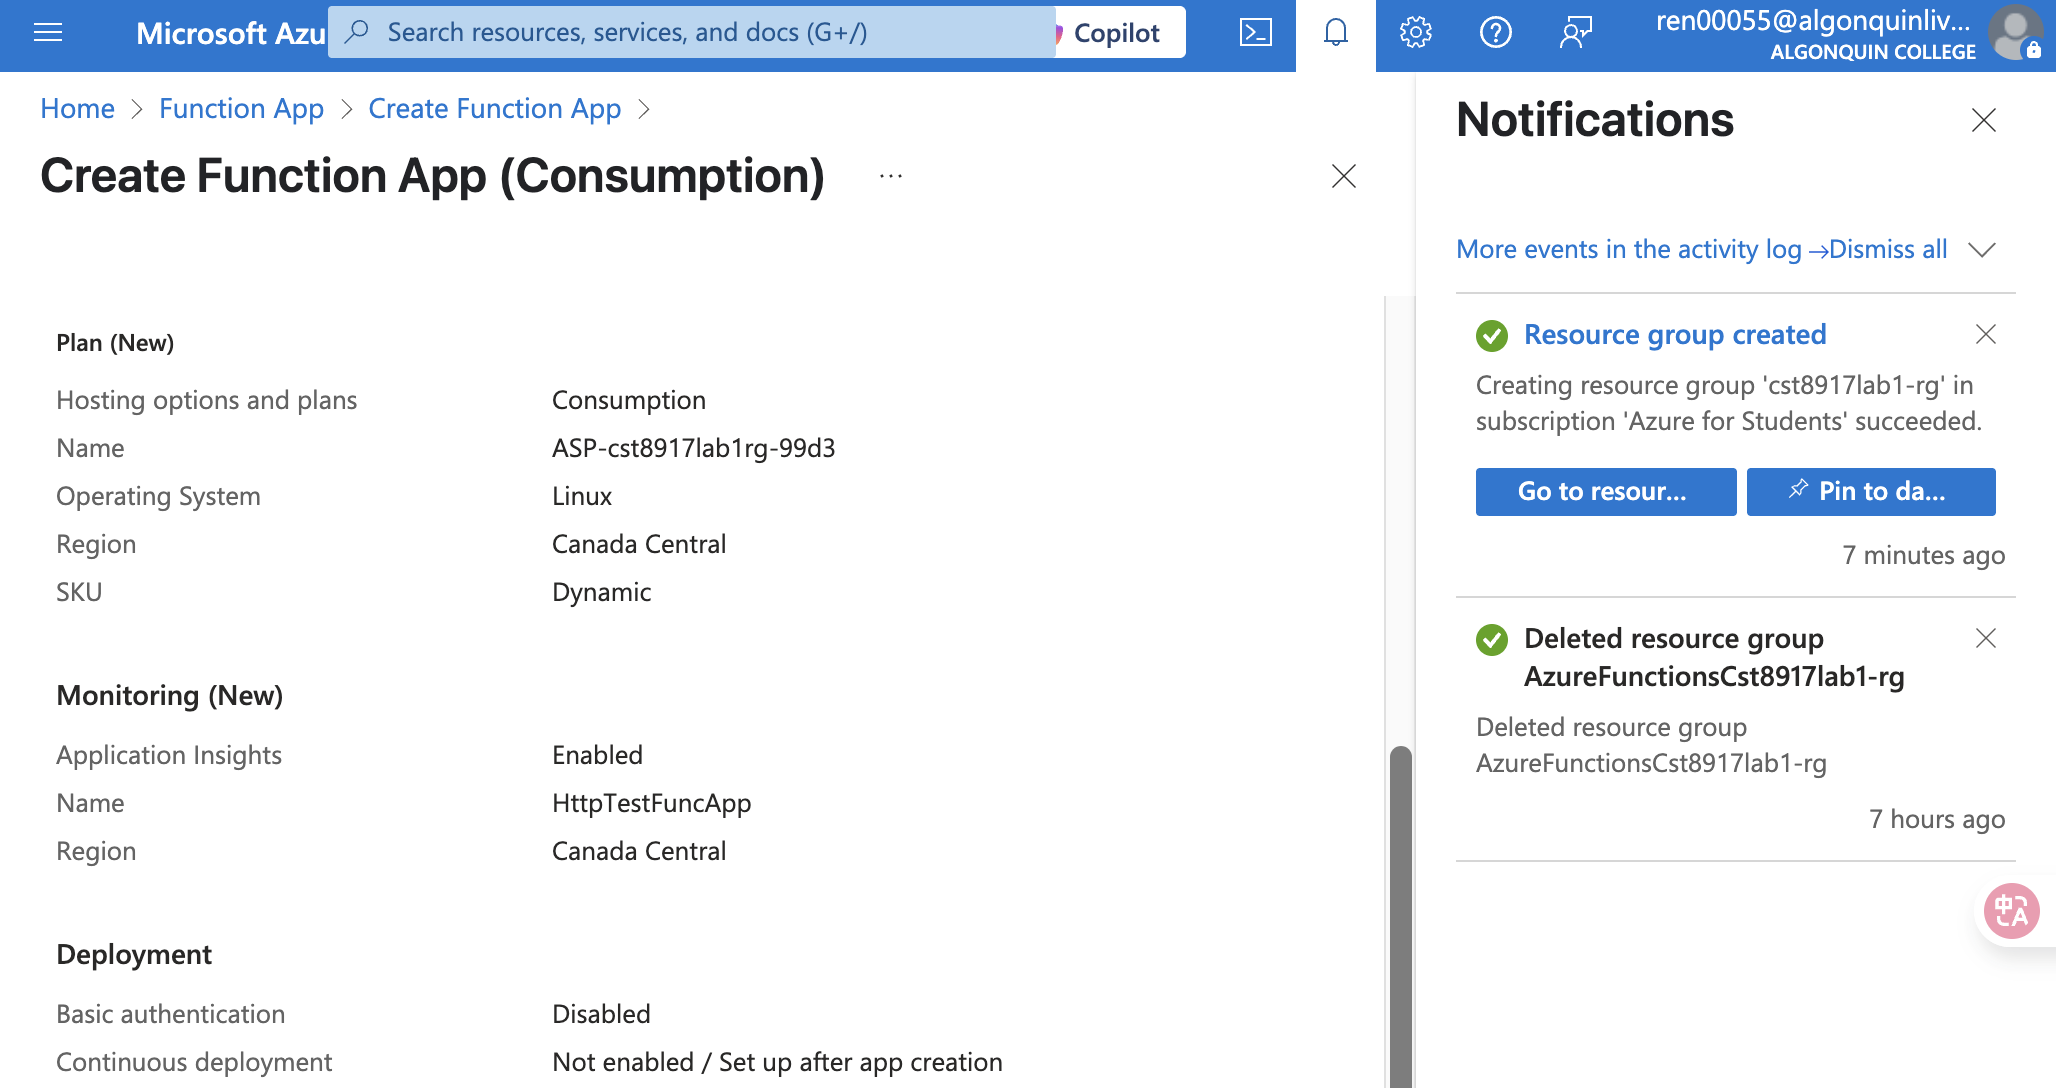 Microsoft Azu
Search resources, services, and docs (G+/)
Copilot
ren00055@algonquinliv...
ALGONQUIN COLLEGE
Home > Function App > Create Function App >
Create Function App (Consumption) ...
Plan (New)
Hosting options and plans Consumption
Name ASP-cst8917lab1rg-99d3
Operating System Linux
Region Canada Central
SKU Dynamic
Monitoring (New)
Application Insights Enabled
Name HttpTestFuncApp
Region Canada Central
Deployment
Basic authentication Disabled
Continuous deployment Not enabled / Set up after app creation
Notifications
More events in the activity log → Dismiss all
Resource group created
Creating resource group 'cst8917lab1-rg' in
subscription 'Azure for Students' succeeded.
Go to resour... Pin to da...
7 minutes ago
Deleted resource group
AzureFunctionsCst8917lab1-rg
Deleted resource group
AzureFunctionsCst8917lab1-rg
7 hours ago
中A